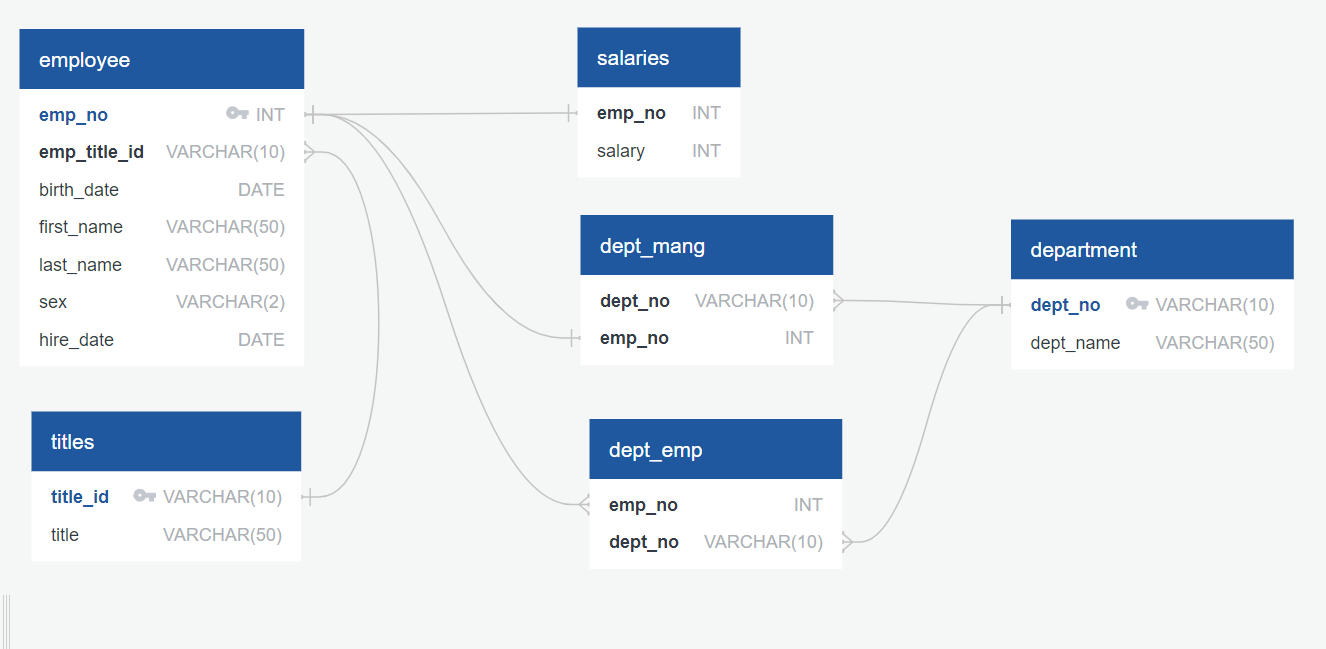 employee
emp_no INT
emp_title_id VARCHAR(10)
birth_date DATE
first_name VARCHAR(50)
last_name VARCHAR(50)
sex VARCHAR(2)
hire_date DATE
titles
title_id VARCHAR(10)
title VARCHAR(50)
salaries
emp_no INT
salary INT
dept_mang
dept_no VARCHAR(10)
emp_no INT
dept_emp
emp_no INT
dept_no VARCHAR(10)
department
dept_no VARCHAR(10)
dept_name VARCHAR(50)